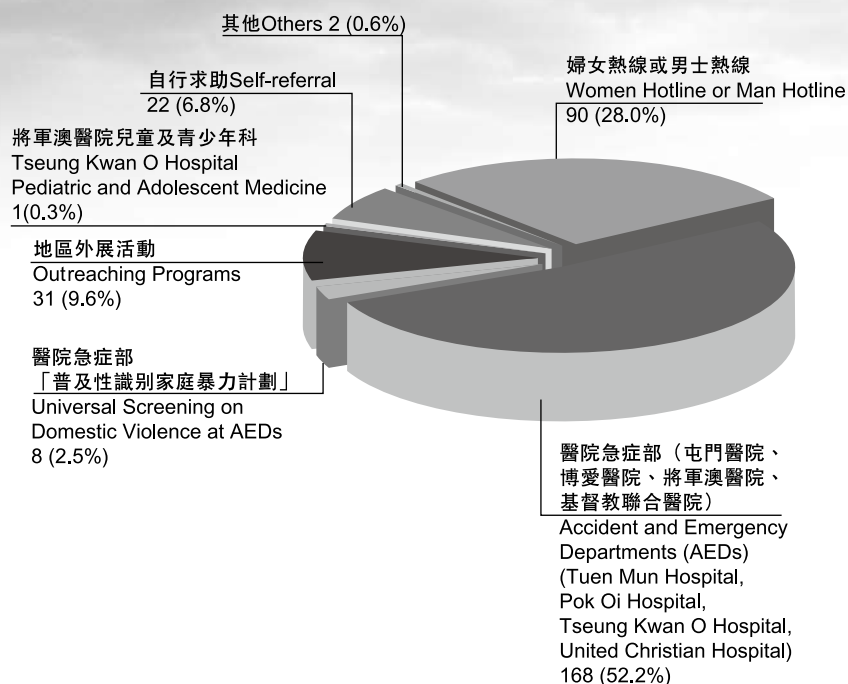 其他Others 2 (0.6%)
自行求助Self-referral
22 (6.8%)
將軍澳醫院兒童及青少年科
Tseung Kwan O Hospital
Pediatric and Adolescent Medicine
1(0.3%)
地區外展活動
Outreaching Programs
31 (9.6%)
醫院急症部
「普及性識別家庭暴力計劃」
Universal Screening on
Domestic Violence at AEDs
8 (2.5%)
婦女熱線或男士熱線
Women Hotline or Man Hotline
90 (28.0%)
醫院急症部（屯門醫院、
博愛醫院、將軍澳醫院、
基督教聯合醫院）
Accident and Emergency
Departments (AEDs)
(Tuen Mun Hospital,
Pok Oi Hospital,
Tseung Kwan O Hospital,
United Christian Hospital)
168 (52.2%)